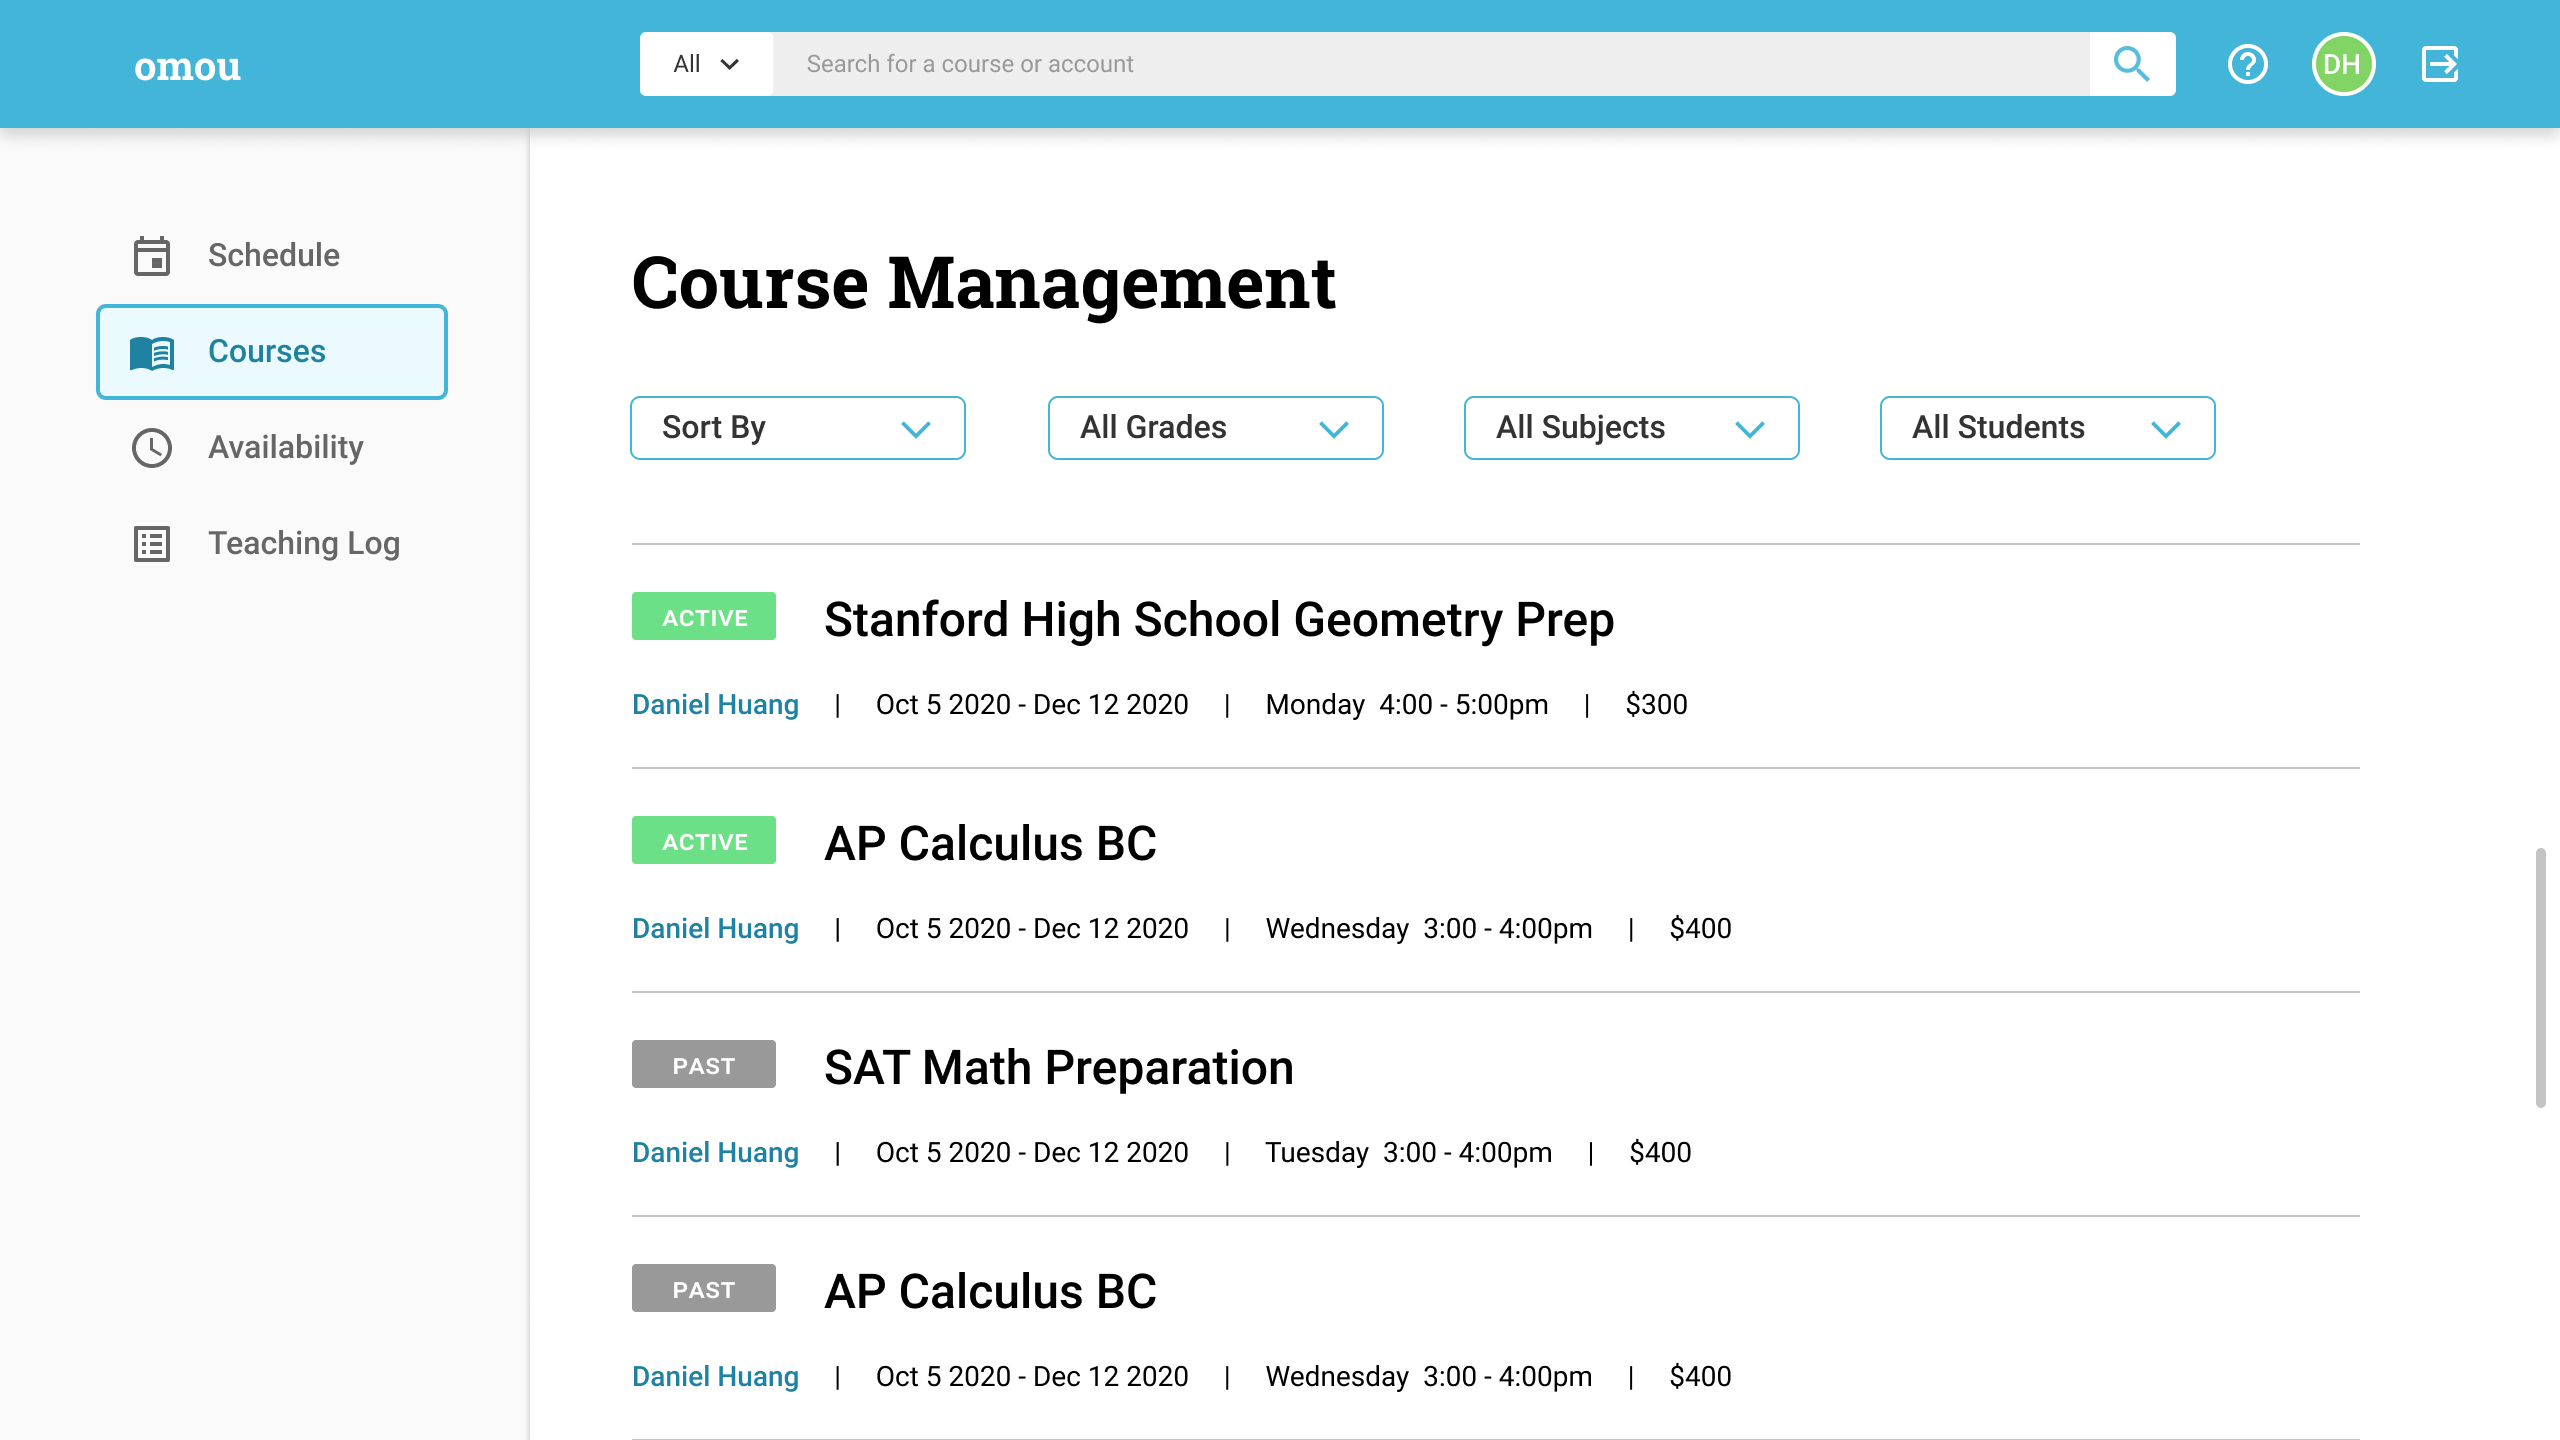 omou
All
Search for a course or account
DH
Schedule
Courses
Availability
Teaching Log
Course Management
Sort By
All Grades
All Subjects
All Students
ACTIVE Stanford High School Geometry Prep
Daniel Huang | Oct 5 2020 - Dec 12 2020 | Monday 4:00 - 5:00pm | $300
ACTIVE AP Calculus BC
Daniel Huang | Oct 5 2020 - Dec 12 2020 | Wednesday 3:00 - 4:00pm | $400
PAST SAT Math Preparation
Daniel Huang | Oct 5 2020 - Dec 12 2020 | Tuesday 3:00 - 4:00pm | $400
PAST AP Calculus BC
Daniel Huang | Oct 5 2020 - Dec 12 2020 | Wednesday 3:00 - 4:00pm | $400